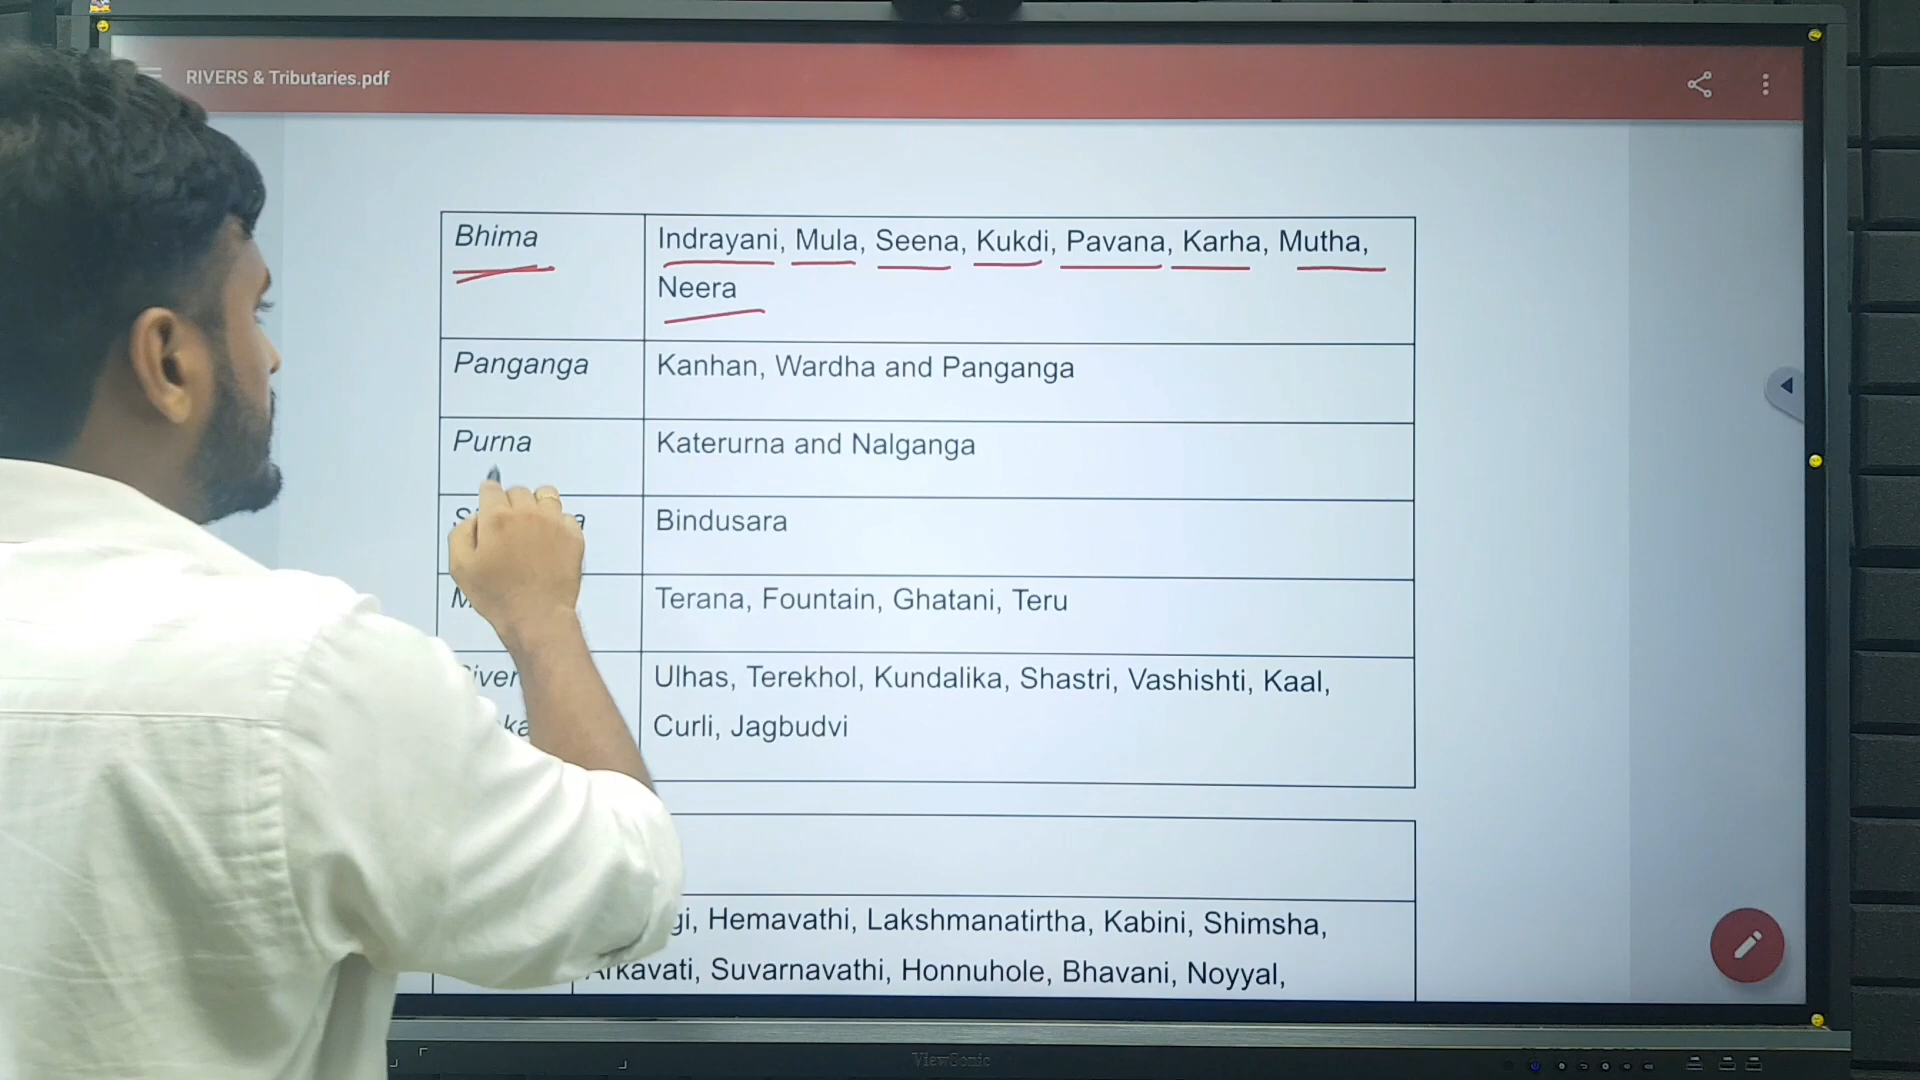 RIVERS & Tributaries.pdf
Bhima
Indrayani, Mula, Seena, Kukdi, Pavana, Karha, Mutha,
Neera
Panganga
Kanhan, Wardha and Panganga
Purna
Katerurna and Nalganga
Bindusara
Terana, Fountain, Ghatani, Teru
Ulhas, Terekhol, Kundalika, Shastri, Vashishti, Kaal,
Curli, Jagbudvi
Hemavathi, Lakshmanatirtha, Kabini, Shimsha,
Arkavati, Suvarnavathi, Honnuhole, Bhavani, Noyyal,
ViewSonic